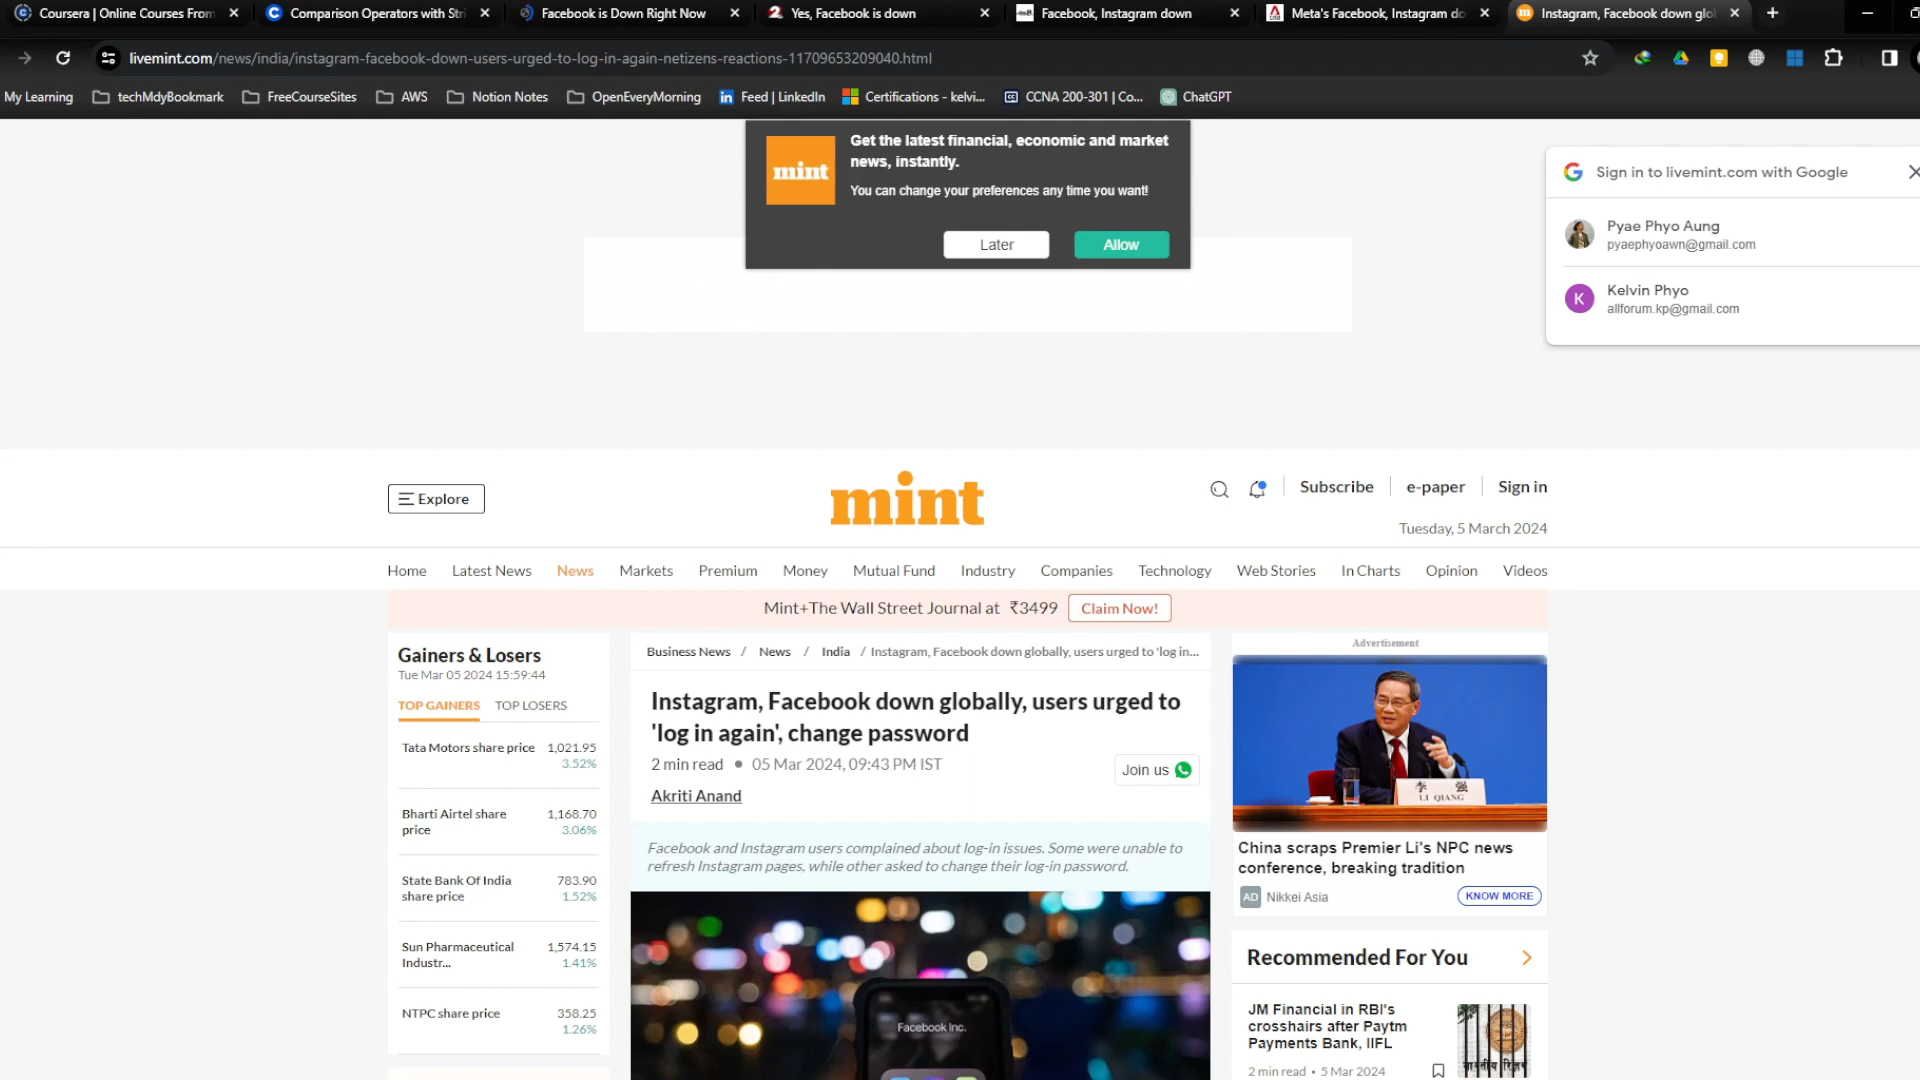 Coursera | Online Courses From
Comparison Operators with Stri
Facebook is Down Right Now
Yes, Facebook is down
Facebook, Instagram down
Meta's Facebook, Instagram do
Instagram, Facebook down glo
livemint.com/news/india/instagram-facebook-down-users-urged-to-log-in-again-netizens-reactions-11709653209040.html
My Learning
techMdyBookmark
FreeCourseSites
AWS
Notion Notes
OpenEveryMorning
Feed | LinkedIn
Certifications - kelvi...
CCNA 200-301 | Co...
ChatGPT
mint
Get the latest financial, economic and market
news, instantly.
You can change your preferences any time you want!
Later
Allow
Sign in to livemint.com with Google
Pyae Phyo Aung
pyaephyoawn@gmail.com
K
Kelvin Phyo
allforum.kp@gmail.com
Explore
mint
Subscribe
e-paper
Sign in
Tuesday, 5 March 2024
Home
Latest News
News
Markets
Premium
Money
Mutual Fund
Industry
Companies
Technology
Web Stories
In Charts
Opinion
Videos
Mint+The Wall Street Journal at ₹3499
Claim Now!
Gainers & Losers
Tue Mar 05 2024 15:59:44
TOP GAINERS
TOP LOSERS
Tata Motors share price 1,021.95
3.52%
Bharti Airtel share 1,168.70
price 3.06%
State Bank Of India 783.90
share price 1.52%
Sun Pharmaceutical 1,574.15
Industr... 1.41%
NTPC share price 358.25
1.26%
Business News / News / India / Instagram, Facebook down globally, users urged to 'log in...
Instagram, Facebook down globally, users urged to
'log in again', change password
2 min read • 05 Mar 2024, 09:43 PM IST
Join us
Akriti Anand
Facebook and Instagram users complained about log-in issues. Some were unable to
refresh Instagram pages, while other asked to change their log-in password.
Facebook Inc.
Advertisement
李 强
LI QIANG
China scraps Premier Li's NPC news
conference, breaking tradition
AD Nikkei Asia
KNOW MORE
Recommended For You
JM Financial in RBI's
crosshairs after Paytm
Payments Bank, IIFL
2 min read • 5 Mar 2024